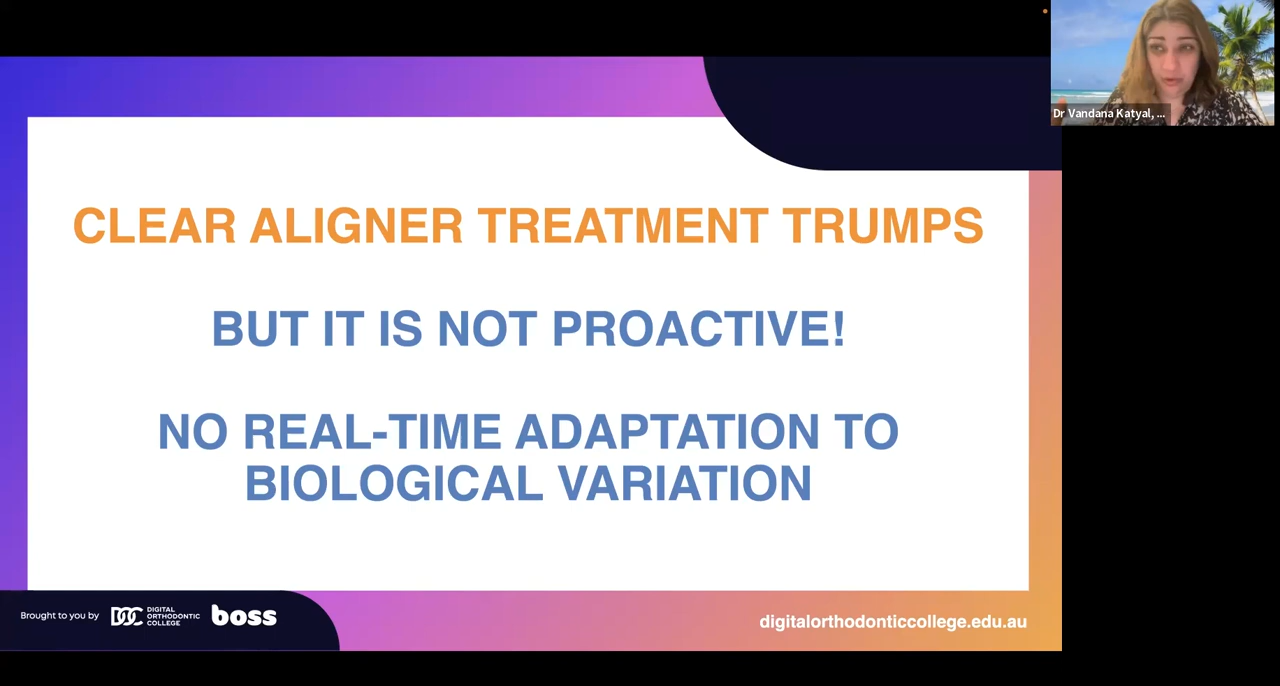 Dr Vandana Katyal, ...
CLEAR ALIGNER TREATMENT TRUMPS
BUT IT IS NOT PROACTIVE!
NO REAL-TIME ADAPTATION TO
BIOLOGICAL VARIATION
Brought to you by
DOC
DIGITAL
ORTHODONTIC
COLLEGE
boss
digitalorthodonticcollege.edu.au